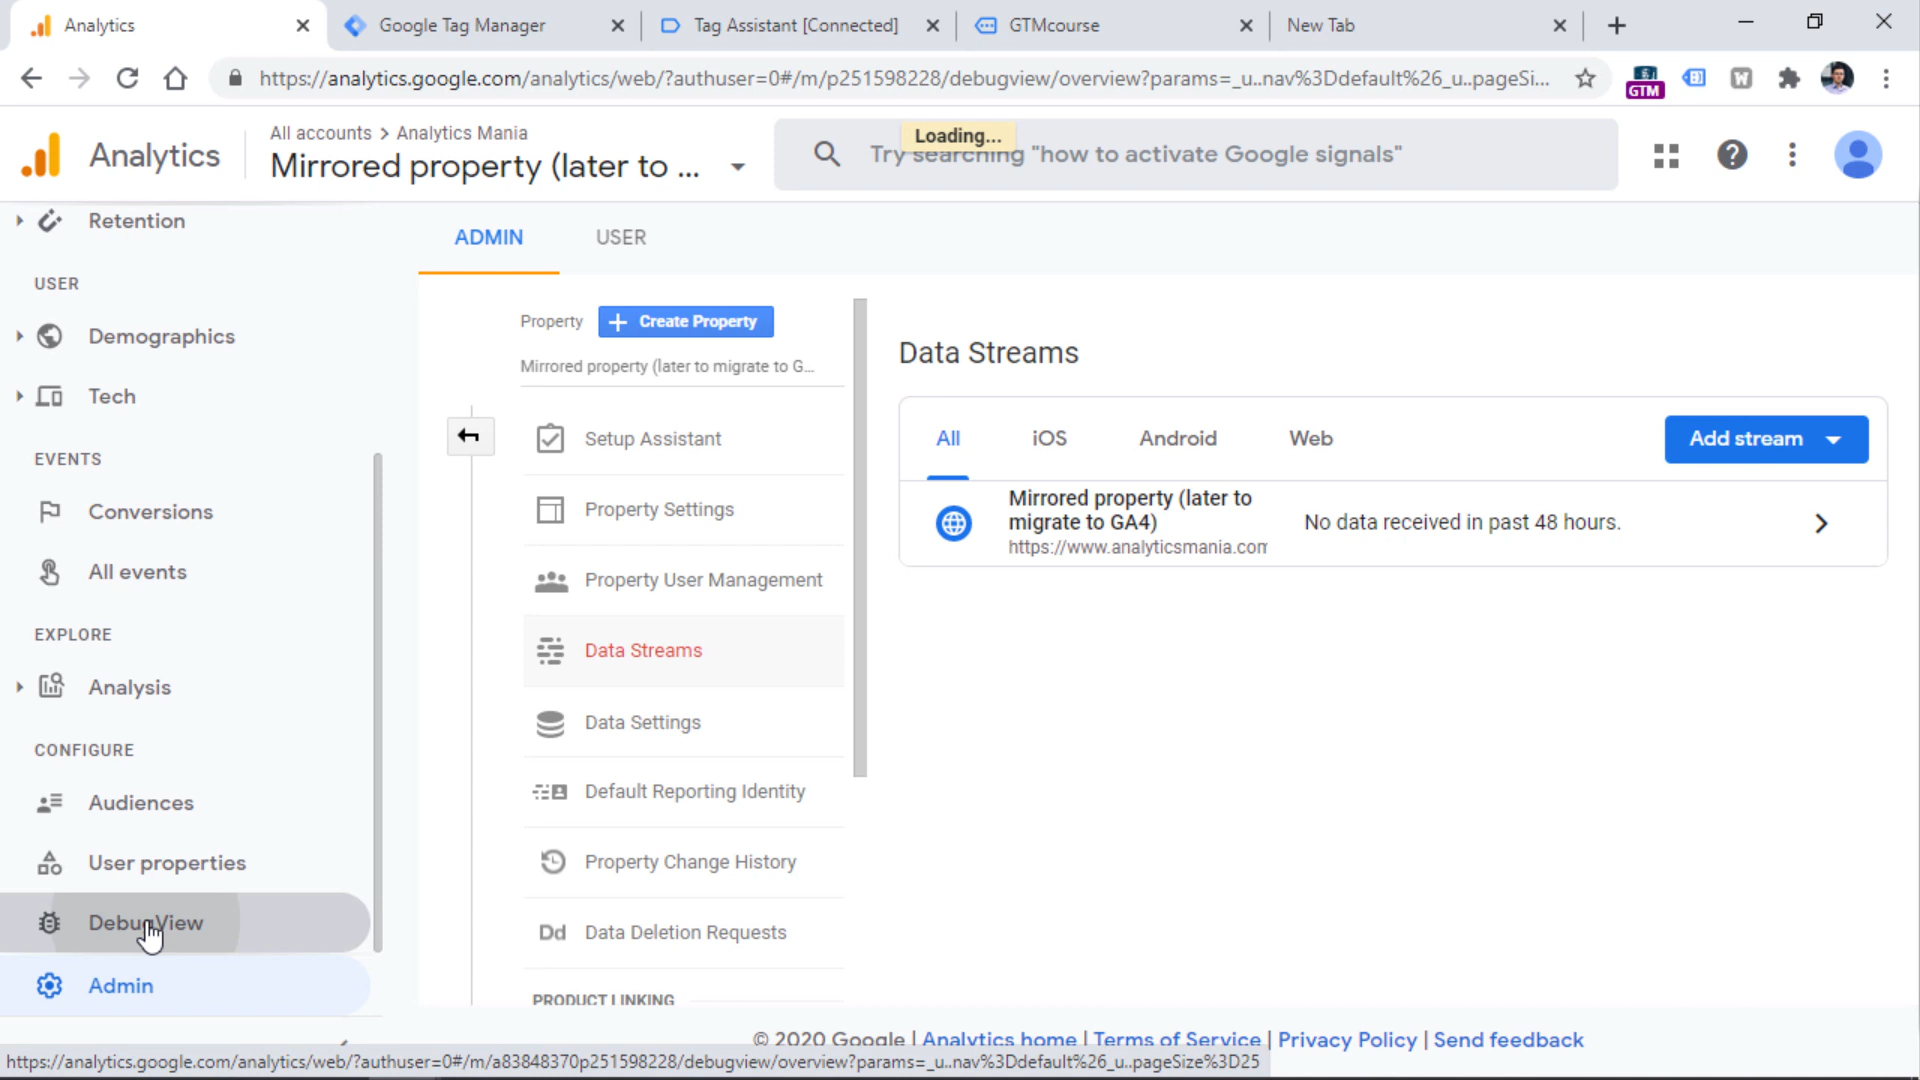 Analytics
Google Tag Manager
Tag Assistant [Connected]
GTMcourse
New Tab
https://analytics.google.com/analytics/web/?authuser=0#/m/p251598228/debugview/overview?params=_u..nav%3Ddefault%26_u..pageSi...
GTM
W
Analytics
All accounts > Analytics Mania
Mirrored property (later to ...
Loading...
Try searching "how to activate Google signals"
Retention
USER
Demographics
Tech
EVENTS
Conversions
All events
EXPLORE
Analysis
CONFIGURE
Audiences
User properties
DebugView
Admin
ADMIN
USER
Property
Create Property
Mirrored property (later to migrate to G...
Setup Assistant
Property Settings
Property User Management
Data Streams
Data Settings
Default Reporting Identity
Property Change History
Dd Data Deletion Requests
PRODUCT LINKING
Data Streams
All
iOS
Android
Web
Add stream
Mirrored property (later to
migrate to GA4)
https://www.analyticsmania.com
No data received in past 48 hours.
© 2020 Google | Analytics home | Terms of Service | Privacy Policy | Send feedback
https://analytics.google.com/analytics/web/?authuser=0#/m/a83848370p251598228/debugview/overview?params=_u..nav%3Ddefault%26_u..pageSize%3D25